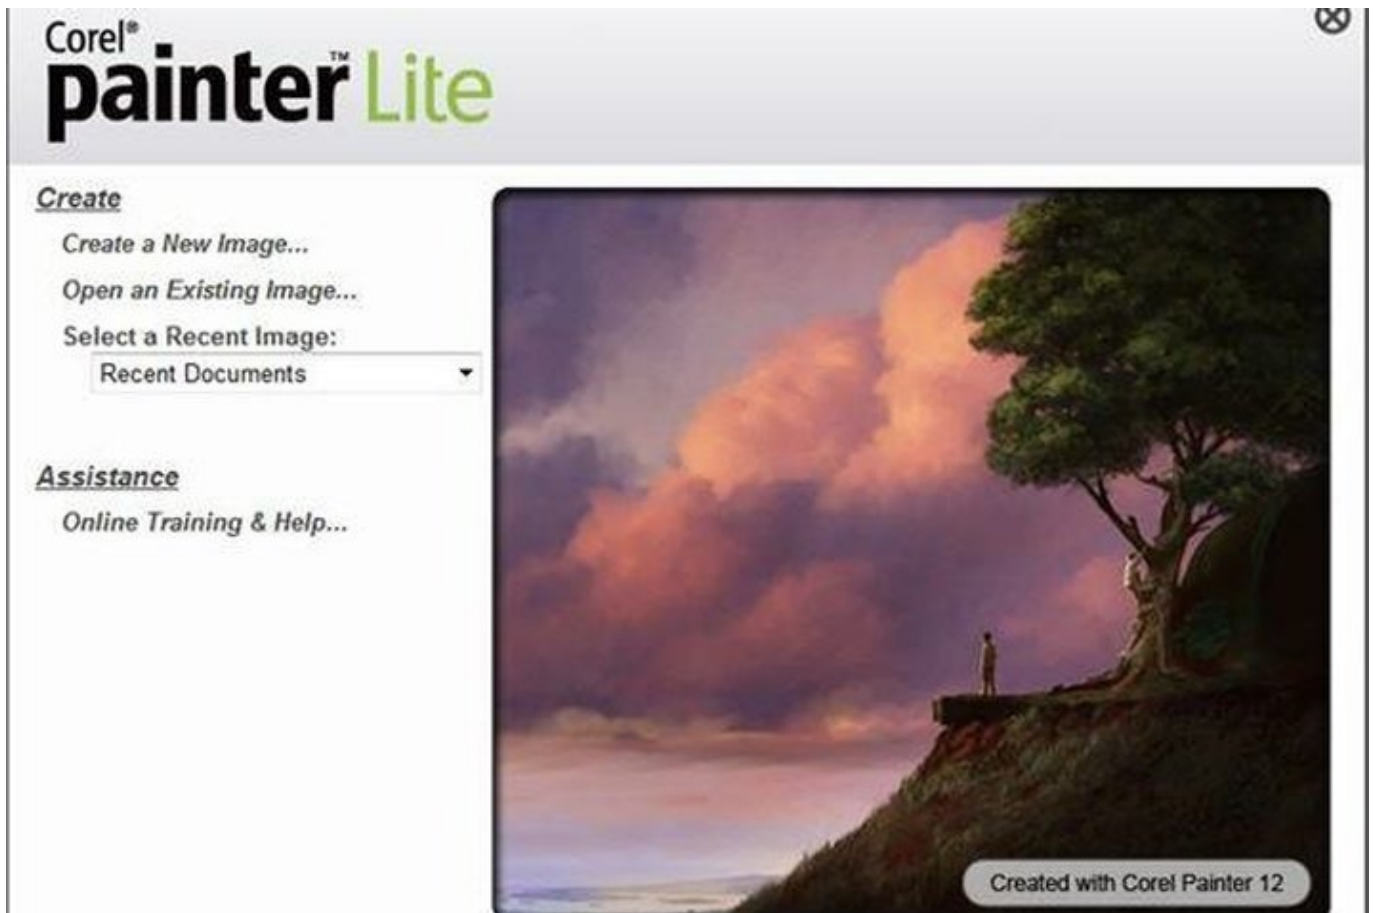 Corel®
painter™ Lite
Create
Create a New Image...
Open an Existing Image...
Select a Recent Image:
Recent Documents
Assistance
Online Training & Help...
Created with Corel Painter 12